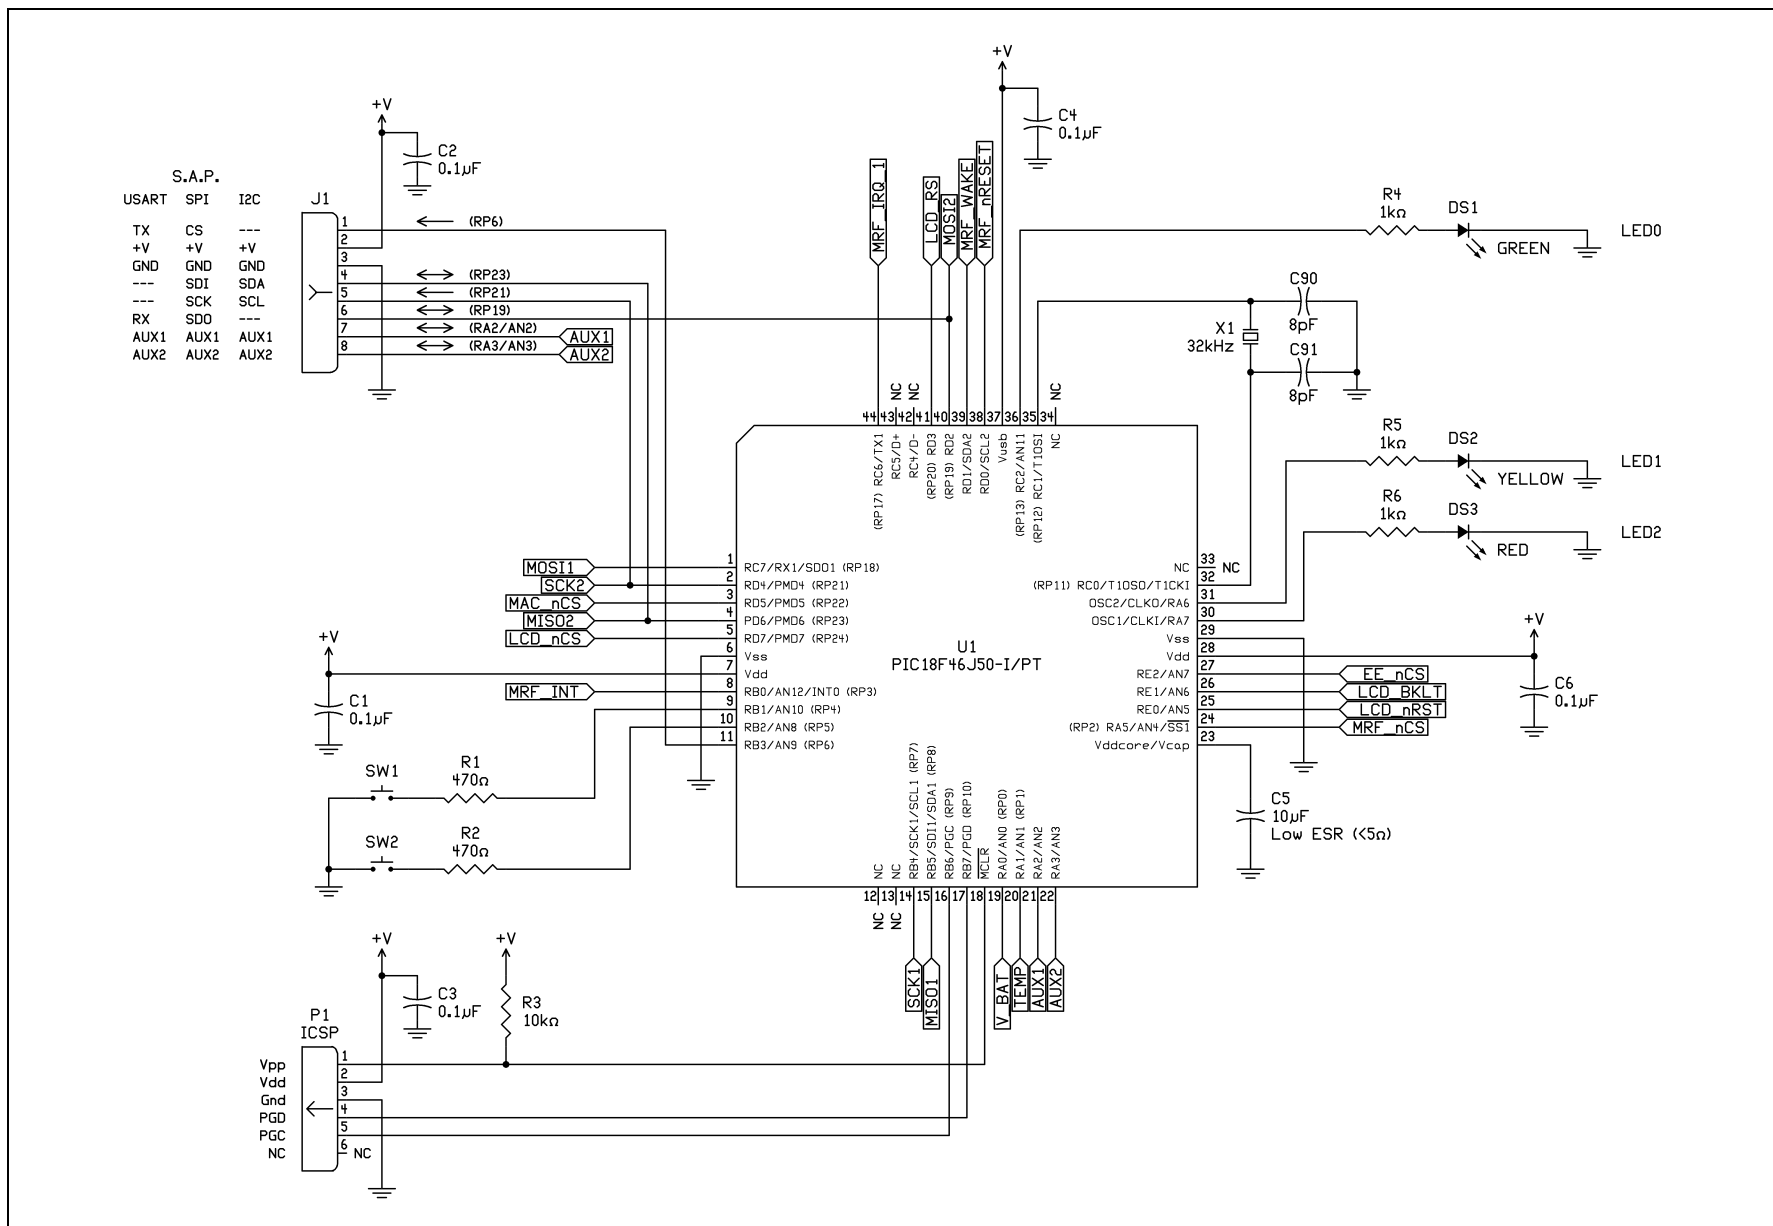 +V
C4
0.1µF
+V
C2
0.1µF
S.A.P.
USART SPI I2C
TX CS ---
+V +V +V
GND GND GND
--- SDI SDA
--- SCK SCL
RX SDO ---
AUX1 AUX1 AUX1
AUX2 AUX2 AUX2
J1
1
2
3
4
5
6
7
8
(RP6)
(RP23)
(RP21)
(RP19)
(RA2/AN2)
(RA3/AN3)
AUX1
AUX2
MRF_IRQ_1
LCD_RS
MOSI2
MRF_WAKE
MRF_nRESET
R4
1kΩ
DS1
GREEN
LED0
C90
8pF
X1
32kHz
C91
8pF
R5
1kΩ
DS2
YELLOW
LED1
R6
1kΩ
DS3
RED
LED2
NC
NC
NC
44 43 42 41 40 39 38 37 36 35 34
(RP17) RC6/TX1
RC5/D+
RC4/D-
(RP20) RD3
(RP19) RD2
RD1/SDA2
RD0/SCL2
Vusb
(RP13) RC2/AN11
(RP12) RC1/T1OSI
NC
MOSI1
SCK2
MAC_nCS
MISO2
LCD_nCS
MRF_INT
1 RC7/RX1/SDO1 (RP18)
2 RD4/PMD4 (RP21)
3 RD5/PMD5 (RP22)
4 PD6/PMD6 (RP23)
5 RD7/PMD7 (RP24)
6 Vss
7 Vdd
8 RB0/AN12/INT0 (RP3)
9 RB1/AN10 (RP4)
10 RB2/AN8 (RP5)
11 RB3/AN9 (RP6)
U1
PIC18F46J50-I/PT
NC 33 NC
(RP11) RC0/T1OSO/T1CKI 32
OSC2/CLKO/RA6 31
OSC1/CLKI/RA7 30
Vss 29
Vdd 28
RE2/AN7 27
RE1/AN6 26
RE0/AN5 25
(RP2) RA5/AN4/SS1 24
Vddcore/Vcap 23
EE_nCS
LCD_BKLT
LCD_nRST
MRF_nCS
+V
C6
0.1µF
C5
10µF
Low ESR (<5Ω)
+V
C1
0.1µF
SW1
R1
470Ω
SW2
R2
470Ω
NC
NC
RB4/SCK1/SCL1 (RP7)
RB5/SDI1/SDA1 (RP8)
RB6/PGC (RP9)
RB7/PGD (RP10)
MCLR
RA0/AN0 (RP0)
RA1/AN1 (RP1)
RA2/AN2
RA3/AN3
12 13 14 15 16 17 18 19 20 21 22
NC
NC
SCK1
MISO1
V_BAT
TEMP
AUX1
AUX2
+V
+V
C3
0.1µF
R3
10kΩ
P1
ICSP
Vpp 1
Vdd 2
Gnd 3
PGD 4
PGC 5
NC 6 NC